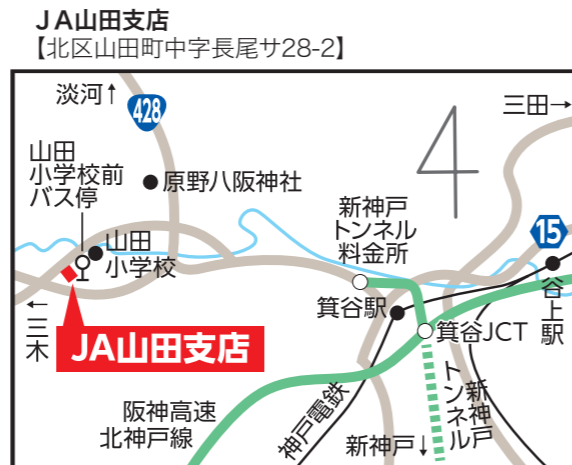 JA山田支店
【北区山田町中字長尾サ28-2】
淡河↑
428
三田→
4
山田
小学校前
バス停
原野八阪神社
新神戸
トンネル
料金所
15
山田
小学校
谷上駅
←三木
箕谷駅
箕谷JCT
JA山田支店
阪神高速
北神戸線
神戸電鉄
新神戸
トンネル
新神戸↓